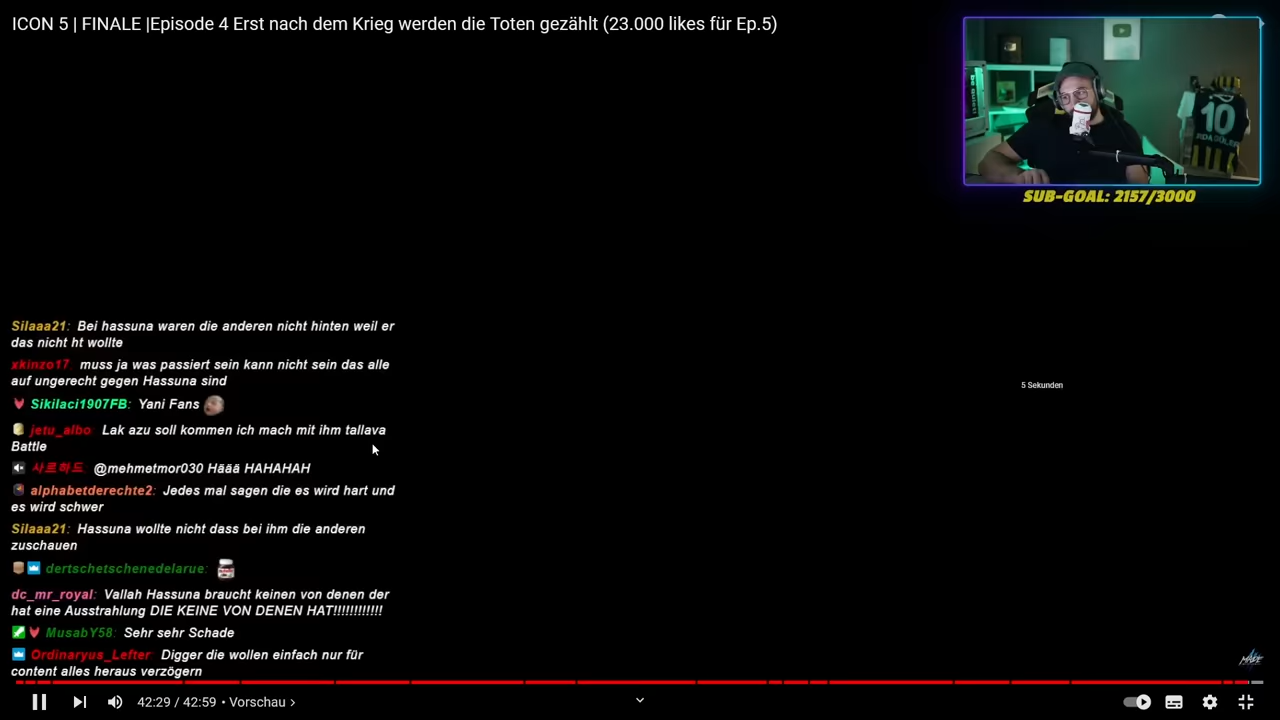 ICON 5 | FINALE |Episode 4 Erst nach dem Krieg werden die Toten gezählt (23.000 likes für Ep.5)
10
SUB-GOAL: 2157/3000
Silaaa21: Bei hassuna waren die anderen nicht hinten weil er
das nicht ht wollte
xkinzo17 muss ja was passiert sein kann nicht sein das alle
auf ungerecht gegen Hassuna sind
Sikilaci1907FB: Yani Fans
5 Sekunden
jetu_albo Lak azu soll kommen ich mach mit ihm tallava
Battle
사르하드 @mehmetmor030 Häää HAHAHAH
alphabetderechte2: Jedes mal sagen die es wird hart und
es wird schwer
Silaaa21: Hassuna wollte nicht dass bei ihm die anderen
zuschauen
dertschetschenedelarue:
dc_mr_royal: Vallah Hassuna braucht keinen von denen der
hat eine Ausstrahlung DIE KEINE VON DENEN HAT!!!!!!!!!!!!
MusabY58: Sehr sehr Schade
Ordinaryus_Lefter Digger die wollen einfach nur für
content alles heraus verzögern
42:29 / 42:59 • Vorschau